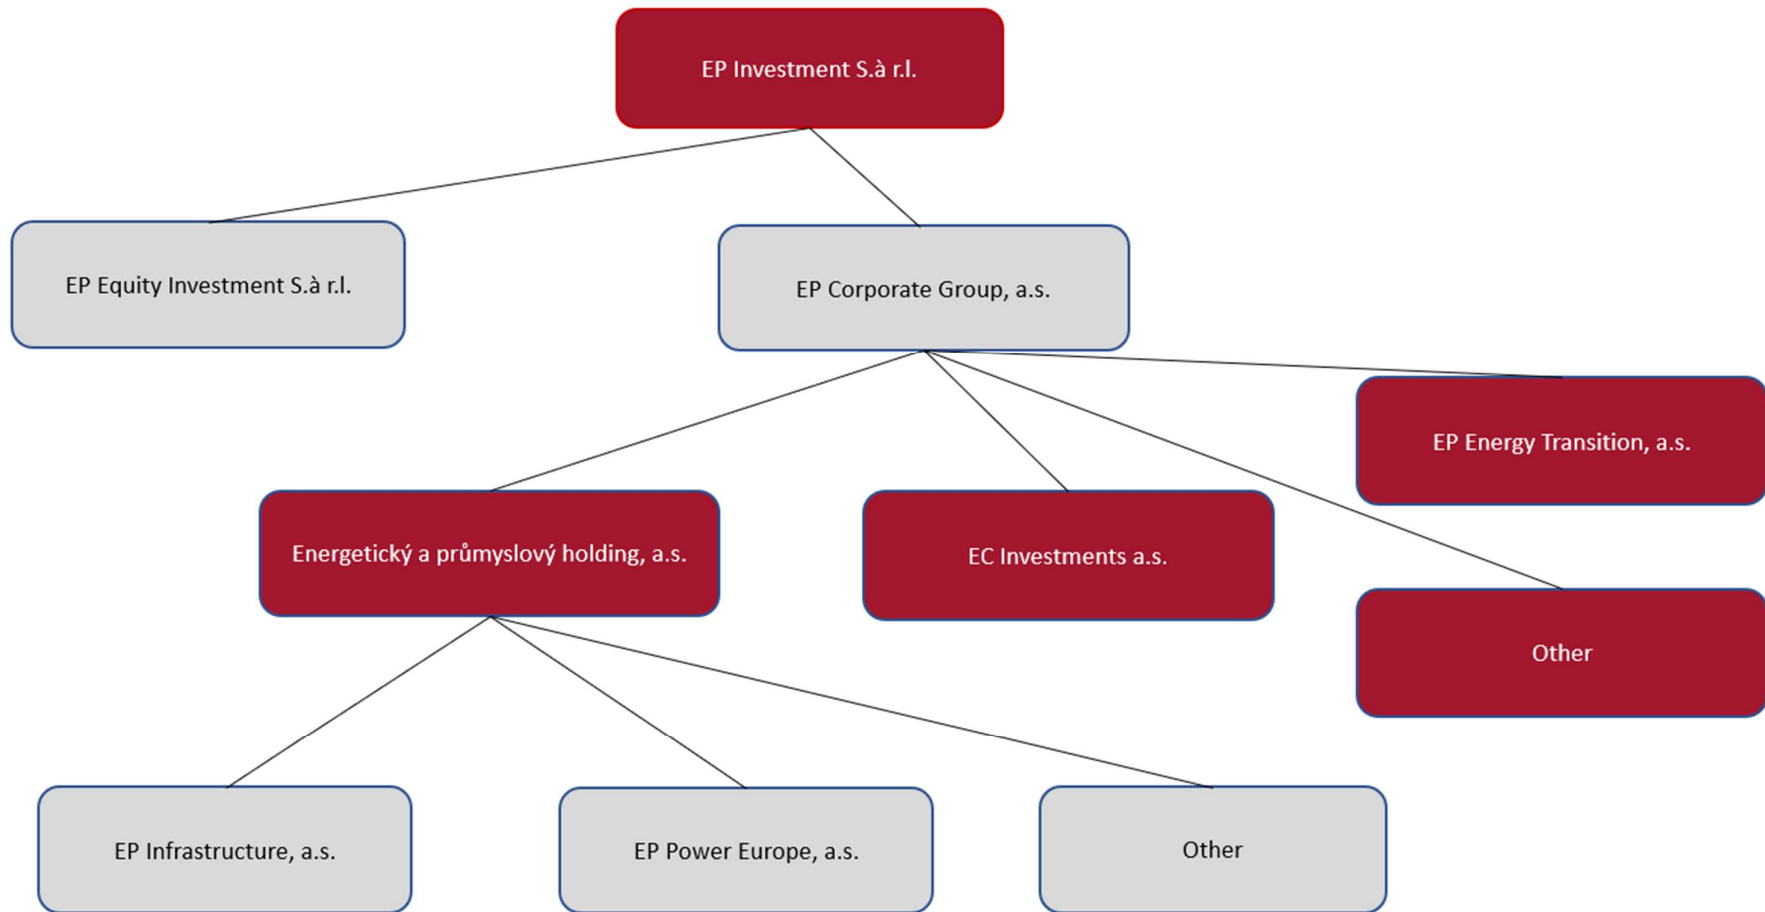 EP Investment S.à r.l.
EP Equity Investment S.à r.l.
EP Corporate Group, a.s.
EP Energy Transition, a.s.
Energetický a průmyslový holding, a.s.
EC Investments a.s.
Other
EP Infrastructure, a.s.
EP Power Europe, a.s.
Other